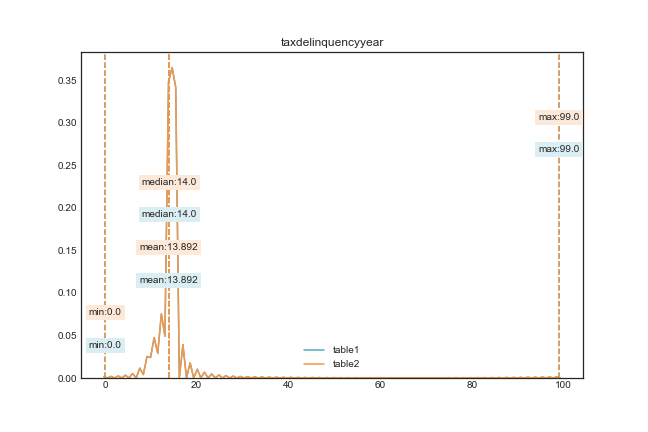 taxdelinquencyyear
0.35
0.30
0.25
0.20
0.15
0.10
0.05
0.00
max:99.0
max:99.0
median:14.0
median:14.0
mean:13.892
mean:13.892
min:0.0
min:0.0
table1
table2
0 20 40 60 80 100